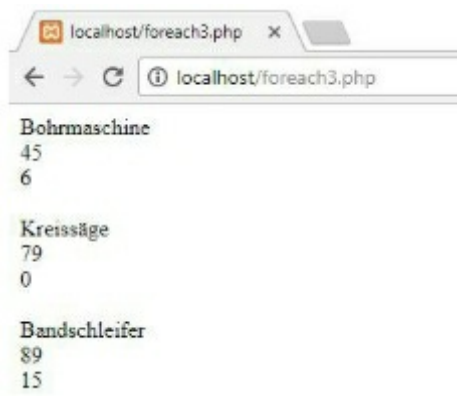 localhost/foreach3.php
localhost/foreach3.php
Bohrmaschine
45
6
Kreissäge
79
0
Bandschleifer
89
15